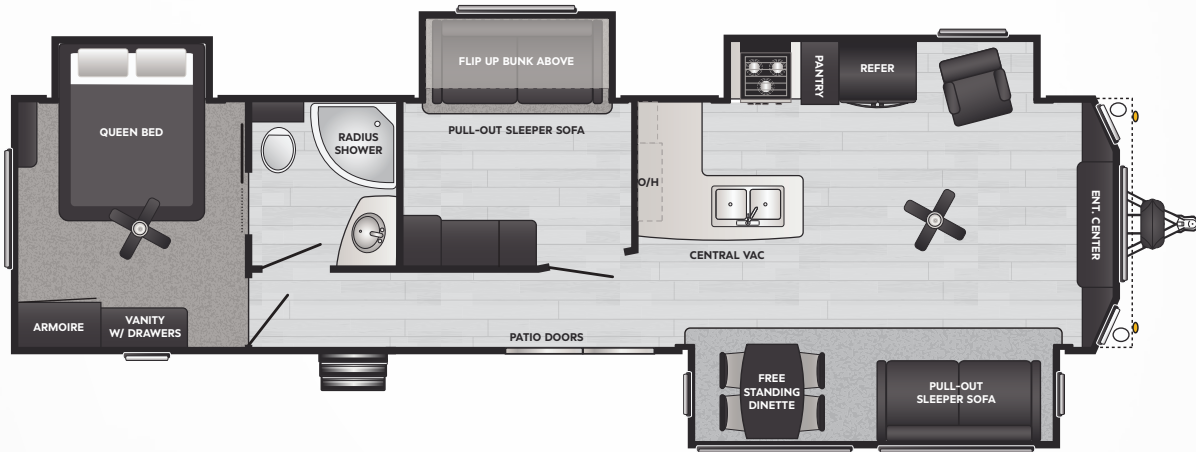 FLIP UP BUNK ABOVE
PULL-OUT SLEEPER SOFA
QUEEN BED
RADIUS
SHOWER
PANTRY
REFER
O/H
CENTRAL VAC
ENT. CENTER
ARMOIRE
VANITY
W/ DRAWERS
PATIO DOORS
FREE
STANDING
DINETTE
PULL-OUT
SLEEPER SOFA